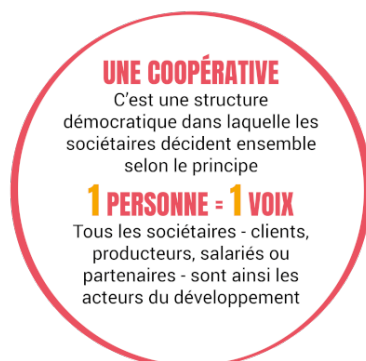 UNE COOPÉRATIVE
C'est une structure
démocratique dans laquelle les
sociétaires décident ensemble
selon le principe
1 PERSONNE = 1 VOIX
Tous les sociétaires - clients,
producteurs, salariés ou
partenaires - sont ainsi les
acteurs du développement